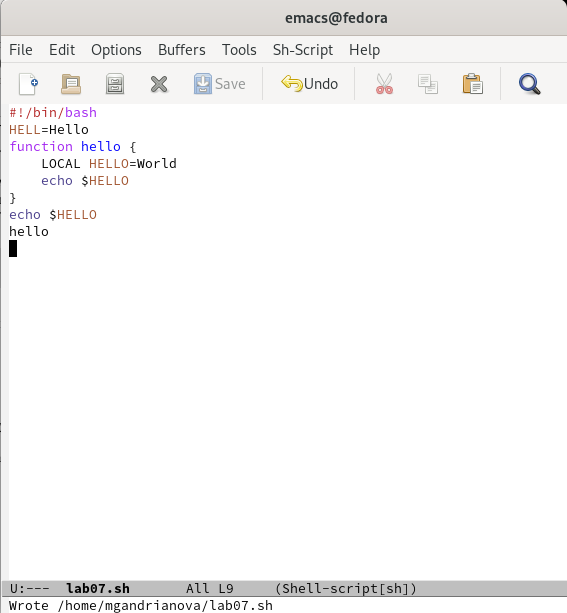 emacs@fedora
File Edit Options Buffers Tools Sh-Script Help
Save Undo
#!/bin/bash
HELL=Hello
function hello {
    LOCAL HELLO=World
    echo $HELLO
}
echo $HELLO
hello
U:--- lab07.sh All L9 (Shell-script[sh])
Wrote /home/mgandrianova/lab07.sh